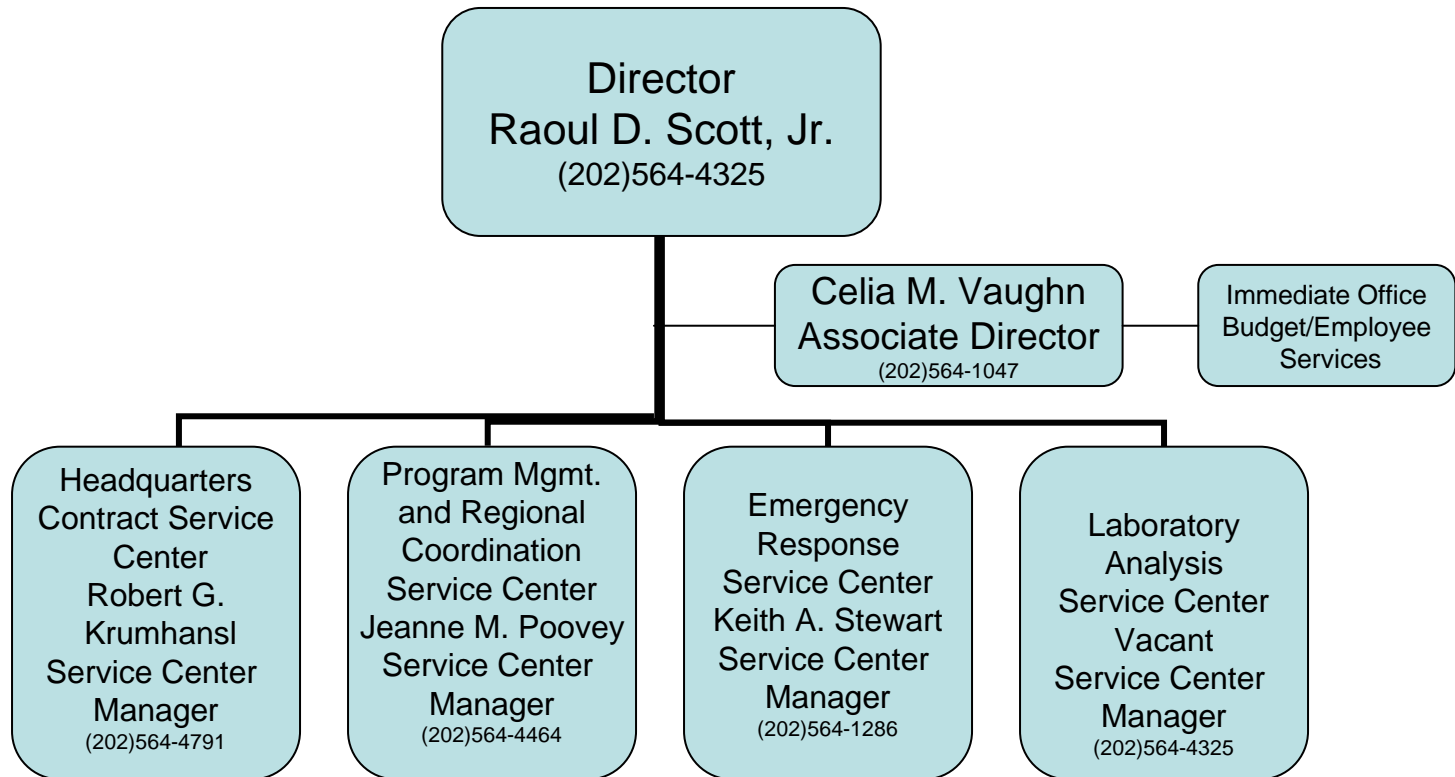 Director
Raoul D. Scott, Jr.
(202)564-4325
Celia M. Vaughn
Associate Director
(202)564-1047
Immediate Office
Budget/Employee
Services
Headquarters
Contract Service
Center
Robert G.
Krumhansl
Service Center
Manager
(202)564-4791
Program Mgmt.
and Regional
Coordination
Service Center
Jeanne M. Poovey
Service Center
Manager
(202)564-4464
Emergency
Response
Service Center
Keith A. Stewart
Service Center
Manager
(202)564-1286
Laboratory
Analysis
Service Center
Vacant
Service Center
Manager
(202)564-4325